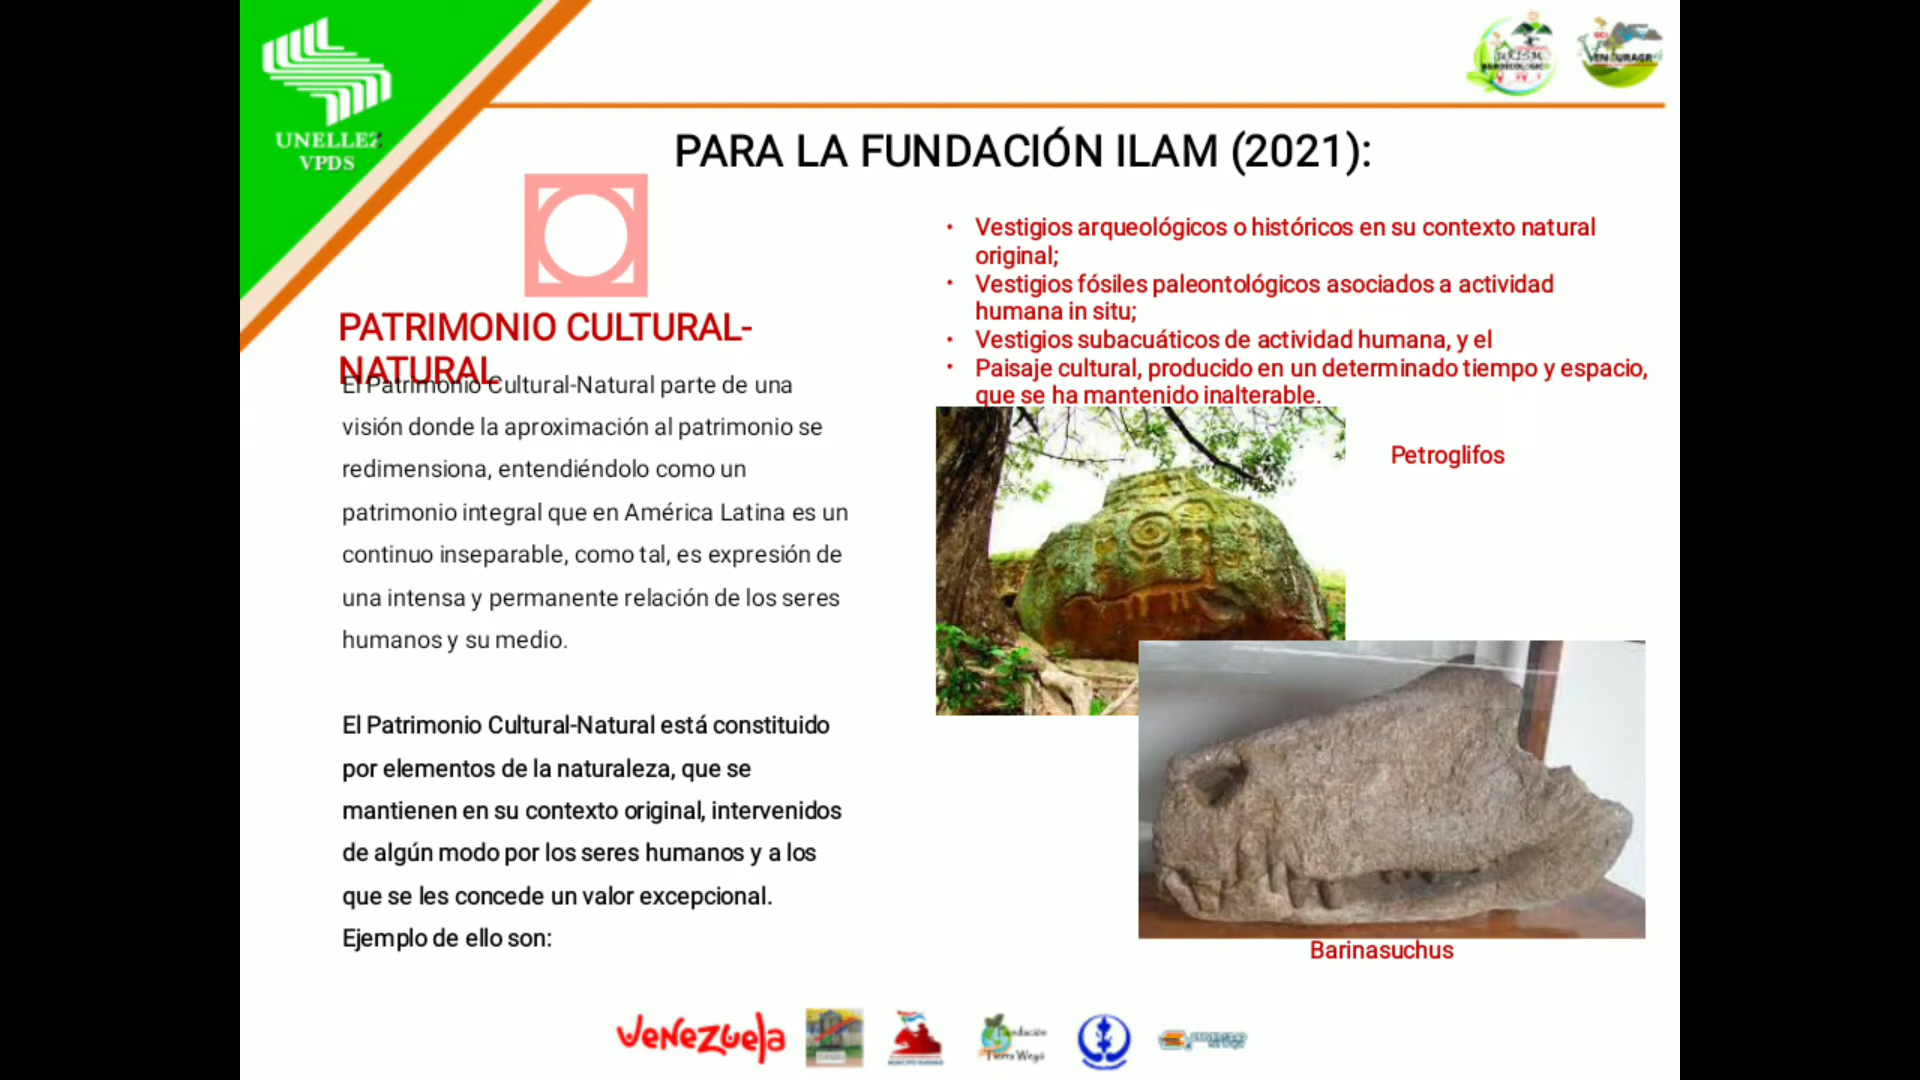 UNELLEZ
VPDS
PARA LA FUNDACIÓN ILAM (2021):
PATRIMONIO CULTURAL-
NATURAL
El Patrimonio Cultural-Natural parte de una
visión donde la aproximación al patrimonio se
redimensiona, entendiéndolo como un
patrimonio integral que en América Latina es un
continuo inseparable, como tal, es expresión de
una intensa y permanente relación de los seres
humanos y su medio.
El Patrimonio Cultural-Natural está constituido
por elementos de la naturaleza, que se
mantienen en su contexto original, intervenidos
de algún modo por los seres humanos y a los
que se les concede un valor excepcional.
Ejemplo de ello son:
• Vestigios arqueológicos o históricos en su contexto natural
original;
• Vestigios fósiles paleontológicos asociados a actividad
humana in situ;
• Vestigios subacuáticos de actividad humana, y el
• Paisaje cultural, producido en un determinado tiempo y espacio,
que se ha mantenido inalterable.
Petroglifos
Barinasuchus
Venezuela
Tierra Weya